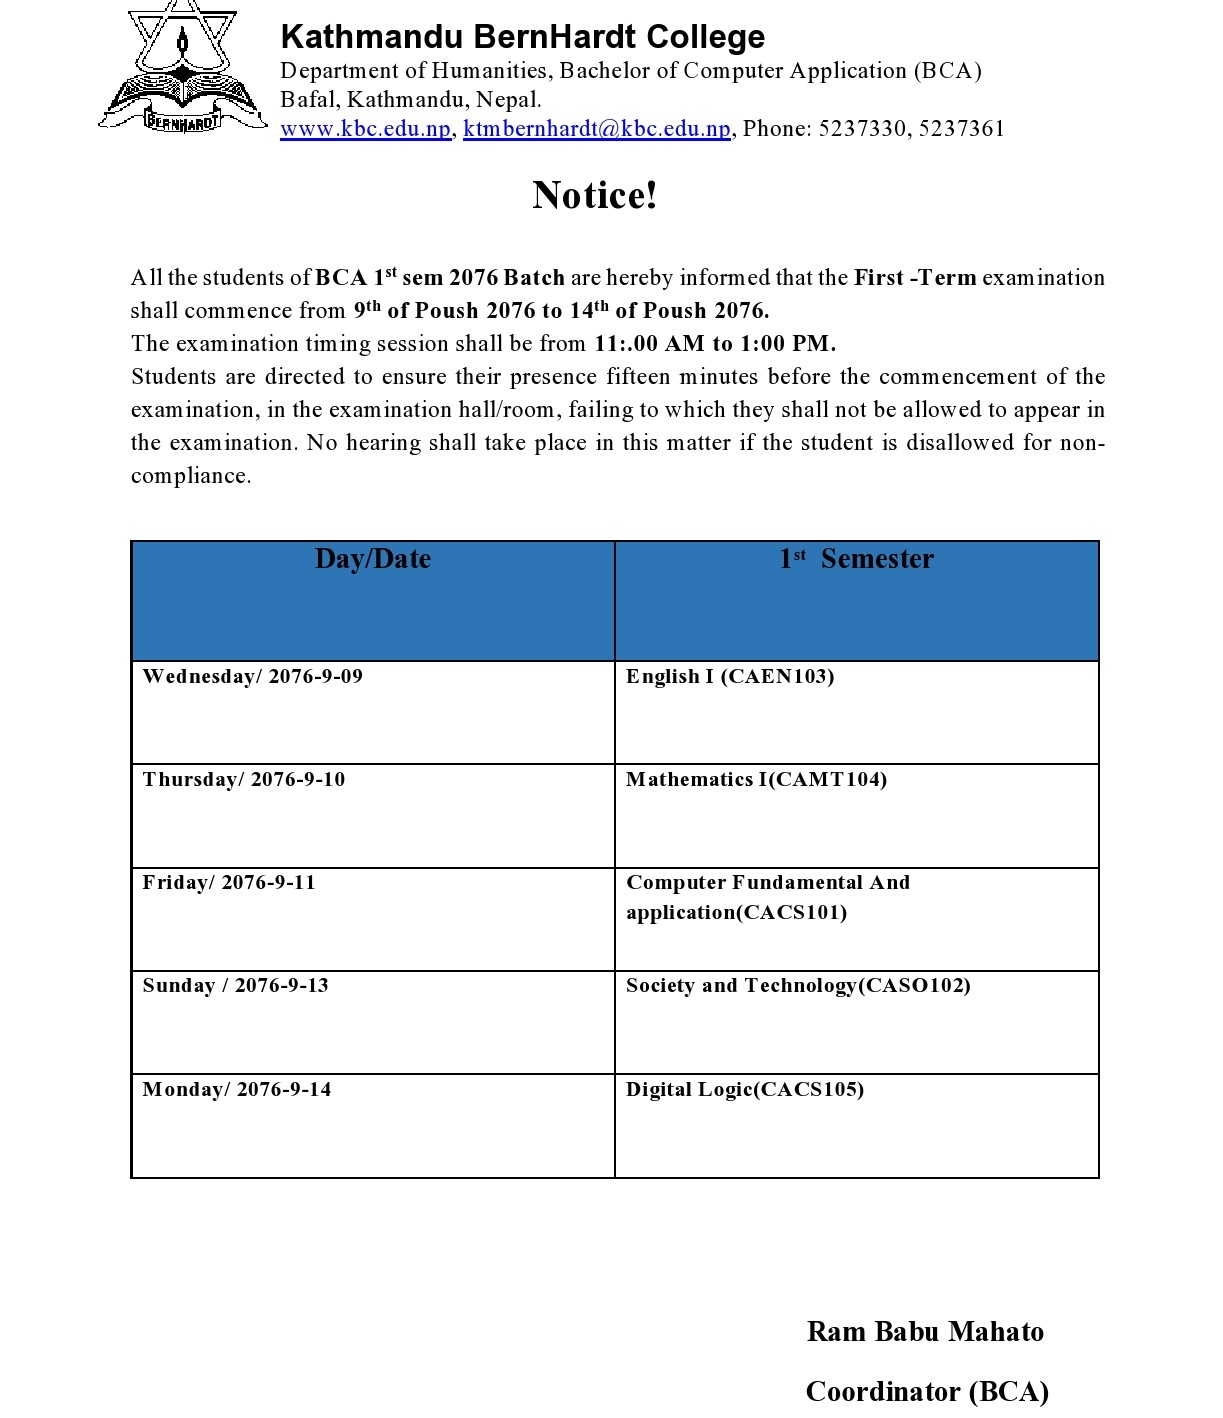 BERNHARDT
Kathmandu BernHardt College
Department of Humanities, Bachelor of Computer Application (BCA)
Bafal, Kathmandu, Nepal.
www.kbc.edu.np, ktmbernhardt@kbc.edu.np, Phone: 5237330, 5237361
Notice!
All the students of BCA 1st sem 2076 Batch are hereby informed that the First -Term examination
shall commence from 9th of Poush 2076 to 14th of Poush 2076.
The examination timing session shall be from 11:.00 AM to 1:00 PM.
Students are directed to ensure their presence fifteen minutes before the commencement of the
examination, in the examination hall/room, failing to which they shall not be allowed to appear in
the examination. No hearing shall take place in this matter if the student is disallowed for non-
compliance.
Day/Date 1st Semester
Wednesday/ 2076-9-09 English I (CAEN103)
Thursday/ 2076-9-10 Mathematics I(CAMT104)
Friday/ 2076-9-11 Computer Fundamental And
application(CACS101)
Sunday / 2076-9-13 Society and Technology(CASO102)
Monday/ 2076-9-14 Digital Logic(CACS105)
Ram Babu Mahato
Coordinator (BCA)